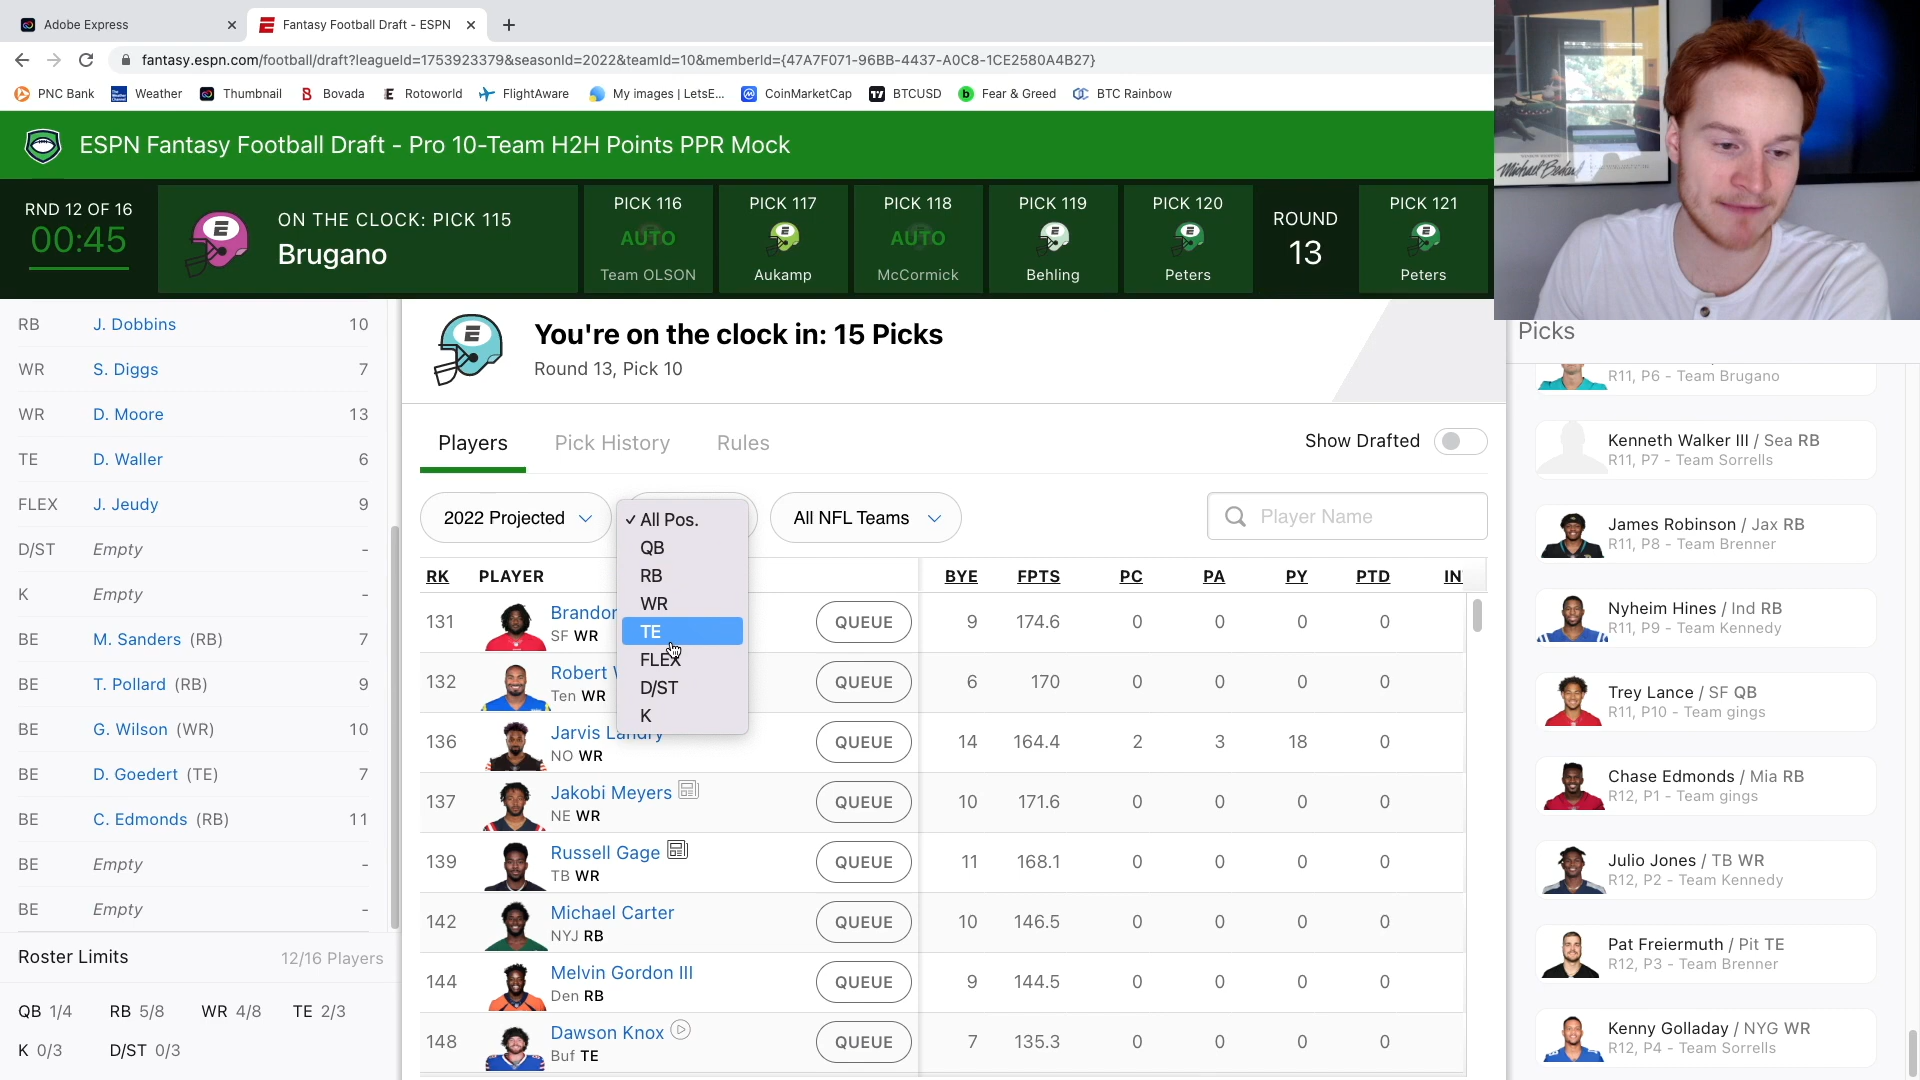 Adobe Express
Fantasy Football Draft - ESPN
fantasy.espn.com/football/draft?leagueId=1753923379&seasonId=2022&teamId=10&memberId={47A7F071-96BB-4437-A0C8-1CE2580A4B27}
PNC Bank Weather Thumbnail Bovada Rotoworld FlightAware My images | LetsE... CoinMarketCap BTCUSD Fear & Greed BTC Rainbow
ESPN Fantasy Football Draft - Pro 10-Team H2H Points PPR Mock
RND 12 OF 16
00:45
ON THE CLOCK: PICK 115
Brugano
PICK 116
AUTO
Team OLSON
PICK 117
Aukamp
PICK 118
AUTO
McCormick
PICK 119
Behling
PICK 120
Peters
ROUND
13
PICK 121
Peters
RB J. Dobbins 10
WR S. Diggs 7
WR D. Moore 13
TE D. Waller 6
FLEX J. Jeudy 9
D/ST Empty -
K Empty -
BE M. Sanders (RB) 7
BE T. Pollard (RB) 9
BE G. Wilson (WR) 10
BE D. Goedert (TE) 7
BE C. Edmonds (RB) 11
BE Empty -
BE Empty -
Roster Limits 12/16 Players
QB 1/4 RB 5/8 WR 4/8 TE 2/3
K 0/3 D/ST 0/3
You're on the clock in: 15 Picks
Round 13, Pick 10
Players Pick History Rules
Show Drafted
2022 Projected
All NFL Teams
Player Name
✓ All Pos.
QB
RB
WR
TE
FLEX
D/ST
K
RK PLAYER BYE FPTS PC PA PY PTD IN
131 Brandon QUEUE 9 174.6 0 0 0 0
SF WR
132 Robert QUEUE 6 170 0 0 0 0
Ten WR
136 Jarvis Landry QUEUE 14 164.4 2 3 18 0
NO WR
137 Jakobi Meyers QUEUE 10 171.6 0 0 0 0
NE WR
139 Russell Gage QUEUE 11 168.1 0 0 0 0
TB WR
142 Michael Carter QUEUE 10 146.5 0 0 0 0
NYJ RB
144 Melvin Gordon III QUEUE 9 144.5 0 0 0 0
Den RB
148 Dawson Knox QUEUE 7 135.3 0 0 0 0
Buf TE
Picks
R11, P6 - Team Brugano
Kenneth Walker III / Sea RB
R11, P7 - Team Sorrells
James Robinson / Jax RB
R11, P8 - Team Brenner
Nyheim Hines / Ind RB
R11, P9 - Team Kennedy
Trey Lance / SF QB
R11, P10 - Team gings
Chase Edmonds / Mia RB
R12, P1 - Team gings
Julio Jones / TB WR
R12, P2 - Team Kennedy
Pat Freiermuth / Pit TE
R12, P3 - Team Brenner
Kenny Golladay / NYG WR
R12, P4 - Team Sorrells